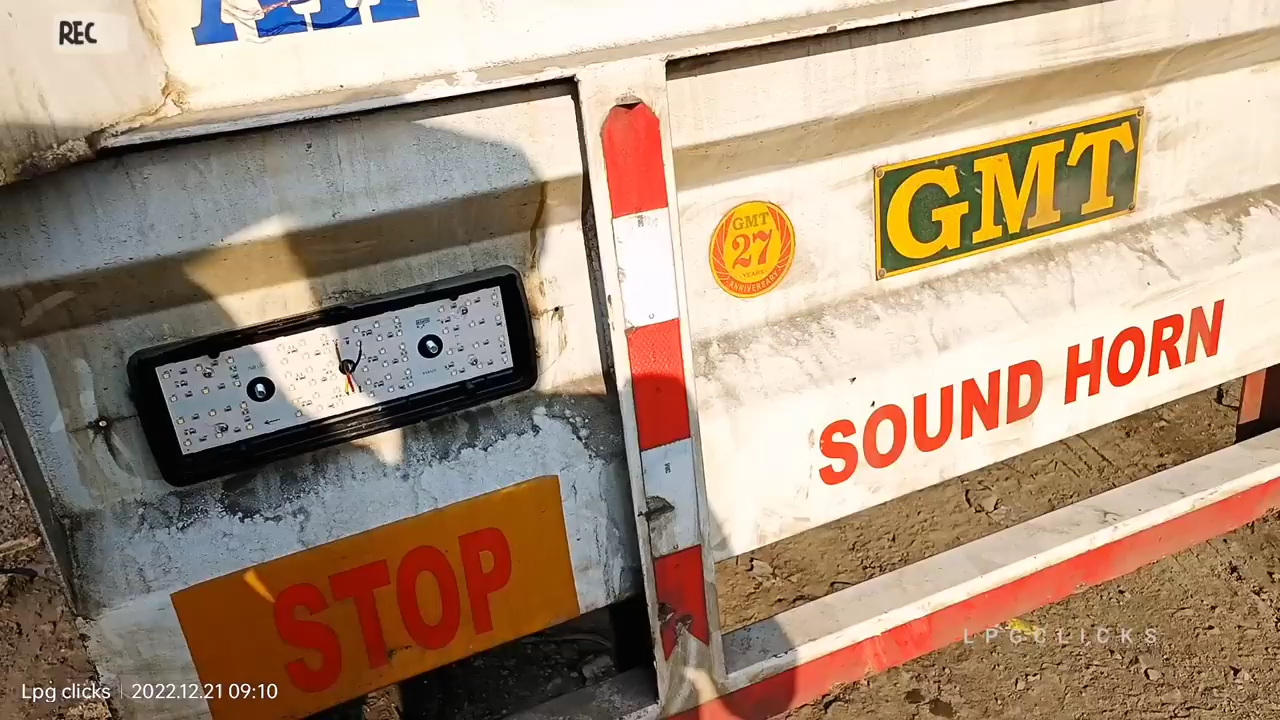 REC
GMT
GMT
27
YEARS
ANNIVERSARY
SOUND HORN
STOP
LPGCLICKS
Lpg clicks | 2022.12.21 09:10